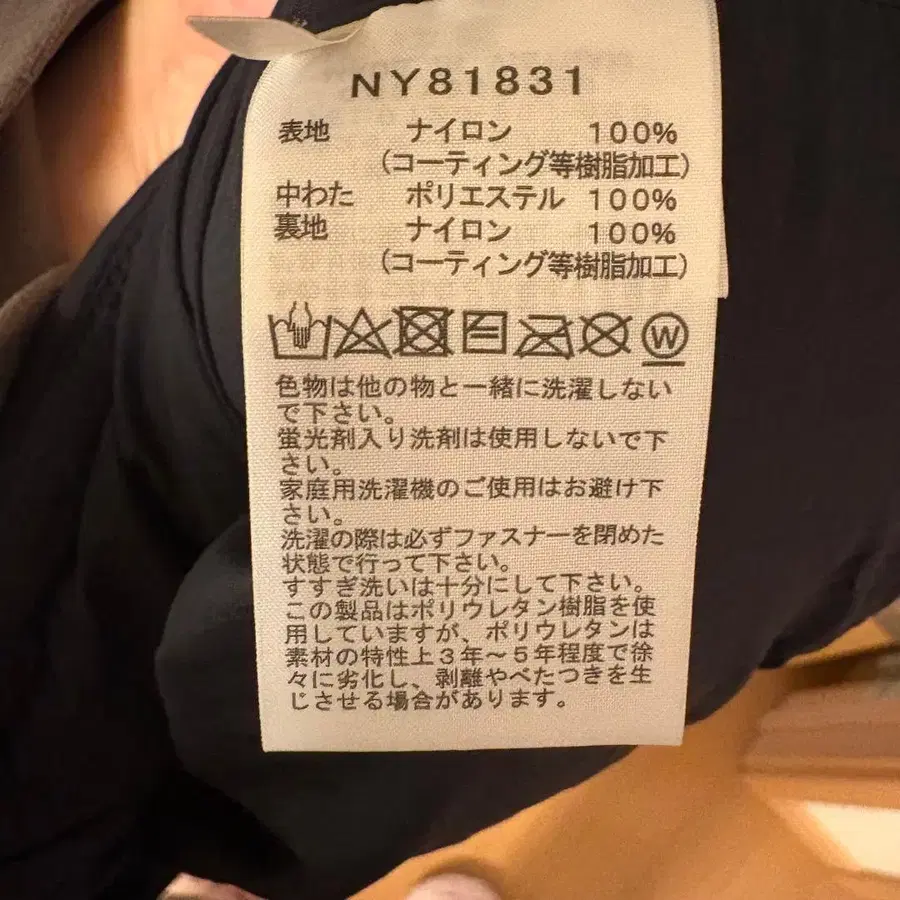 NY81831
表地 ナイロン 100%
(コーティング等樹脂加工)
中わた ポリエステル 100%
裏地 ナイロン 100%
(コーティング等樹脂加工)
W
色物は他の物と一緒に洗濯しない
で下さい。
蛍光剤入り洗剤は使用しないで下
さい。
家庭用洗濯機のご使用はお避け下
さい。
洗濯の際は必ずファスナーを閉めた
状態で行って下さい。
すすぎ洗いは十分にして下さい。
この製品はポリウレタン樹脂を使
用していますが、ポリウレタンは
素材の特性上3年～5年程度で徐
々に劣化し、剥離やべたつきを生
じさせる場合があります。